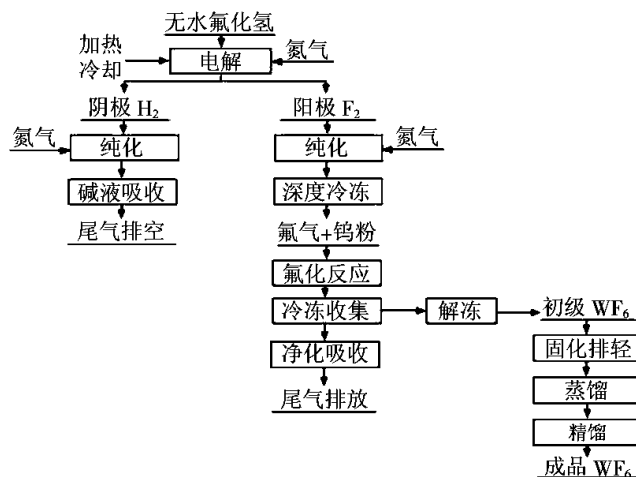 无水氟化氢
加热
冷却
电解
氮气
阴极 H₂
阳极 F₂
氮气
纯化
纯化
氮气
碱液吸收
深度冷冻
尾气排空
氟气+钨粉
氟化反应
冷冻收集
解冻
初级 WF₆
净化吸收
固化排轻
尾气排放
蒸馏
精馏
成品 WF₆